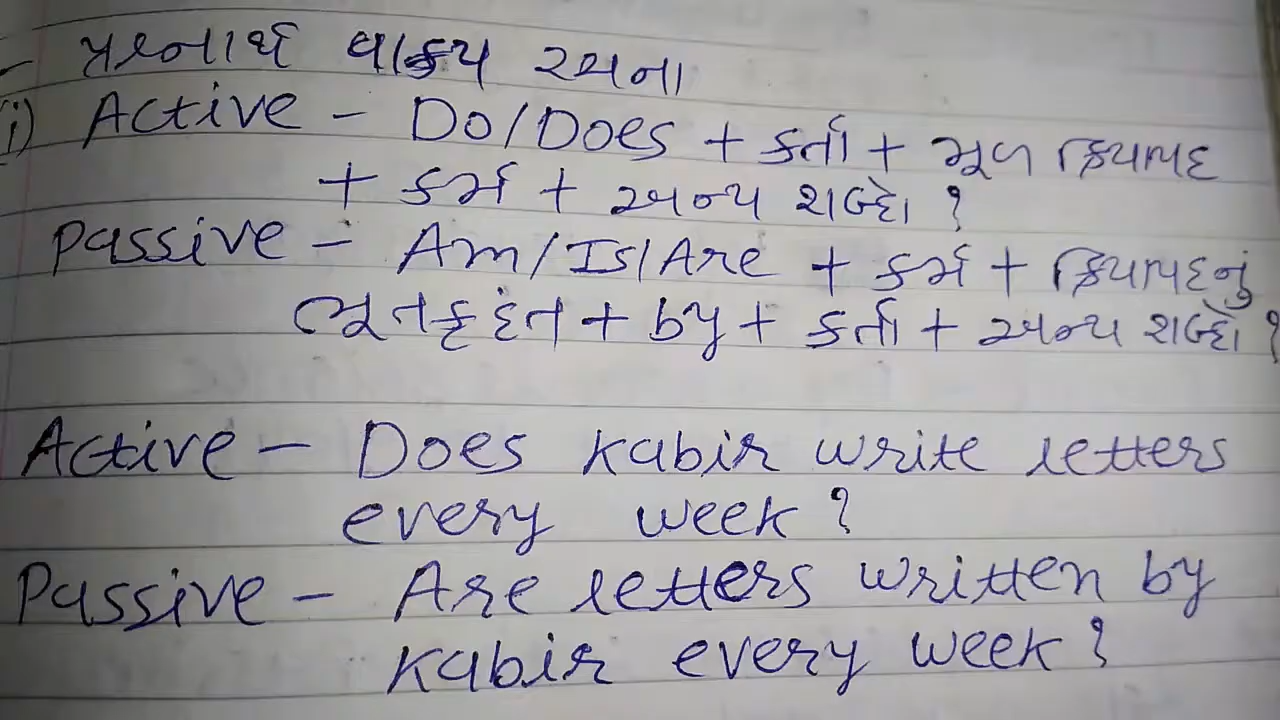 - પ્રશ્નાર્થ વાક્ય રચના
i) Active - Do/Does + કર્તા + મૂળ ક્રિયાપદ
+ કર્મ + અન્ય શબ્દો ?
Passive - Am/Is/Are + કર્મ + ક્રિયાપદનું
ભૂતકૃદંત + by + કર્તા + અન્ય શબ્દો ?
Active - Does Kabir write letters
every week ?
Passive - Are letters written by
Kabir every week ?